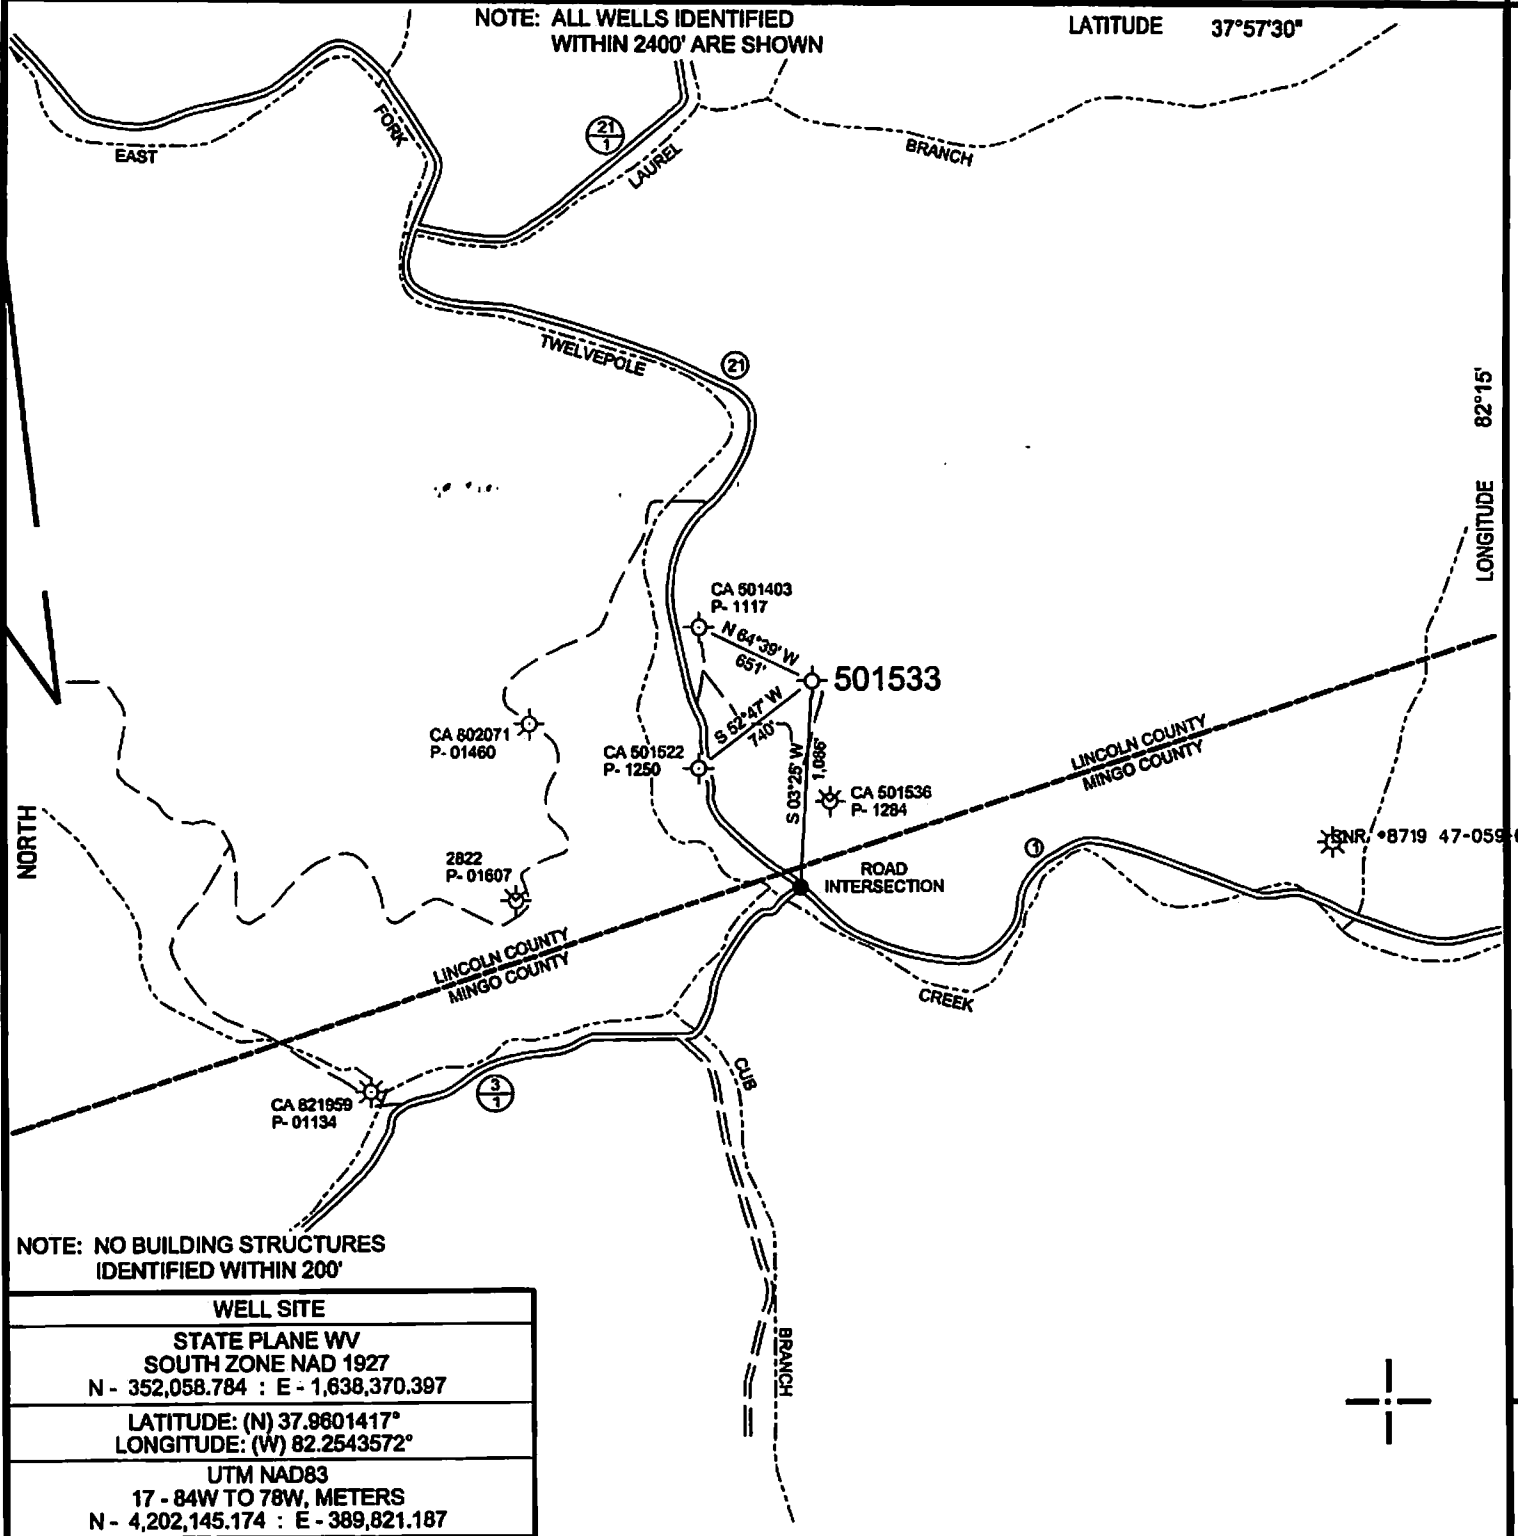 NOTE: ALL WELLS IDENTIFIED
WITHIN 2400' ARE SHOWN
LATITUDE 37°57'30"
EAST
FORK
21
1
LAUREL
BRANCH
TWELVEPOLE
21
LONGITUDE 82°15'
CA 501403
P- 1117
N 64°39' W
651'
501533
S 52°47' W
740'
CA 802071
P- 01460
CA 501522
P- 1250
S 03°25' W
CA 501536
P- 1284
LINCOLN COUNTY
MINGO COUNTY
NORTH
2822
P- 01607
ROAD
INTERSECTION
1
8719 47-059-
LINCOLN COUNTY
MINGO COUNTY
CREEK
CUB
CA 821959
P- 01134
3
1
NOTE: NO BUILDING STRUCTURES
IDENTIFIED WITHIN 200'
BRANCH
WELL SITE
STATE PLANE WV
SOUTH ZONE NAD 1927
N - 352,058.784 : E - 1,638,370.397
LATITUDE: (N) 37.9601417°
LONGITUDE: (W) 82.2543572°
UTM NAD83
17 - 84W TO 78W, METERS
N - 4,202,145.174 : E - 389,821.187